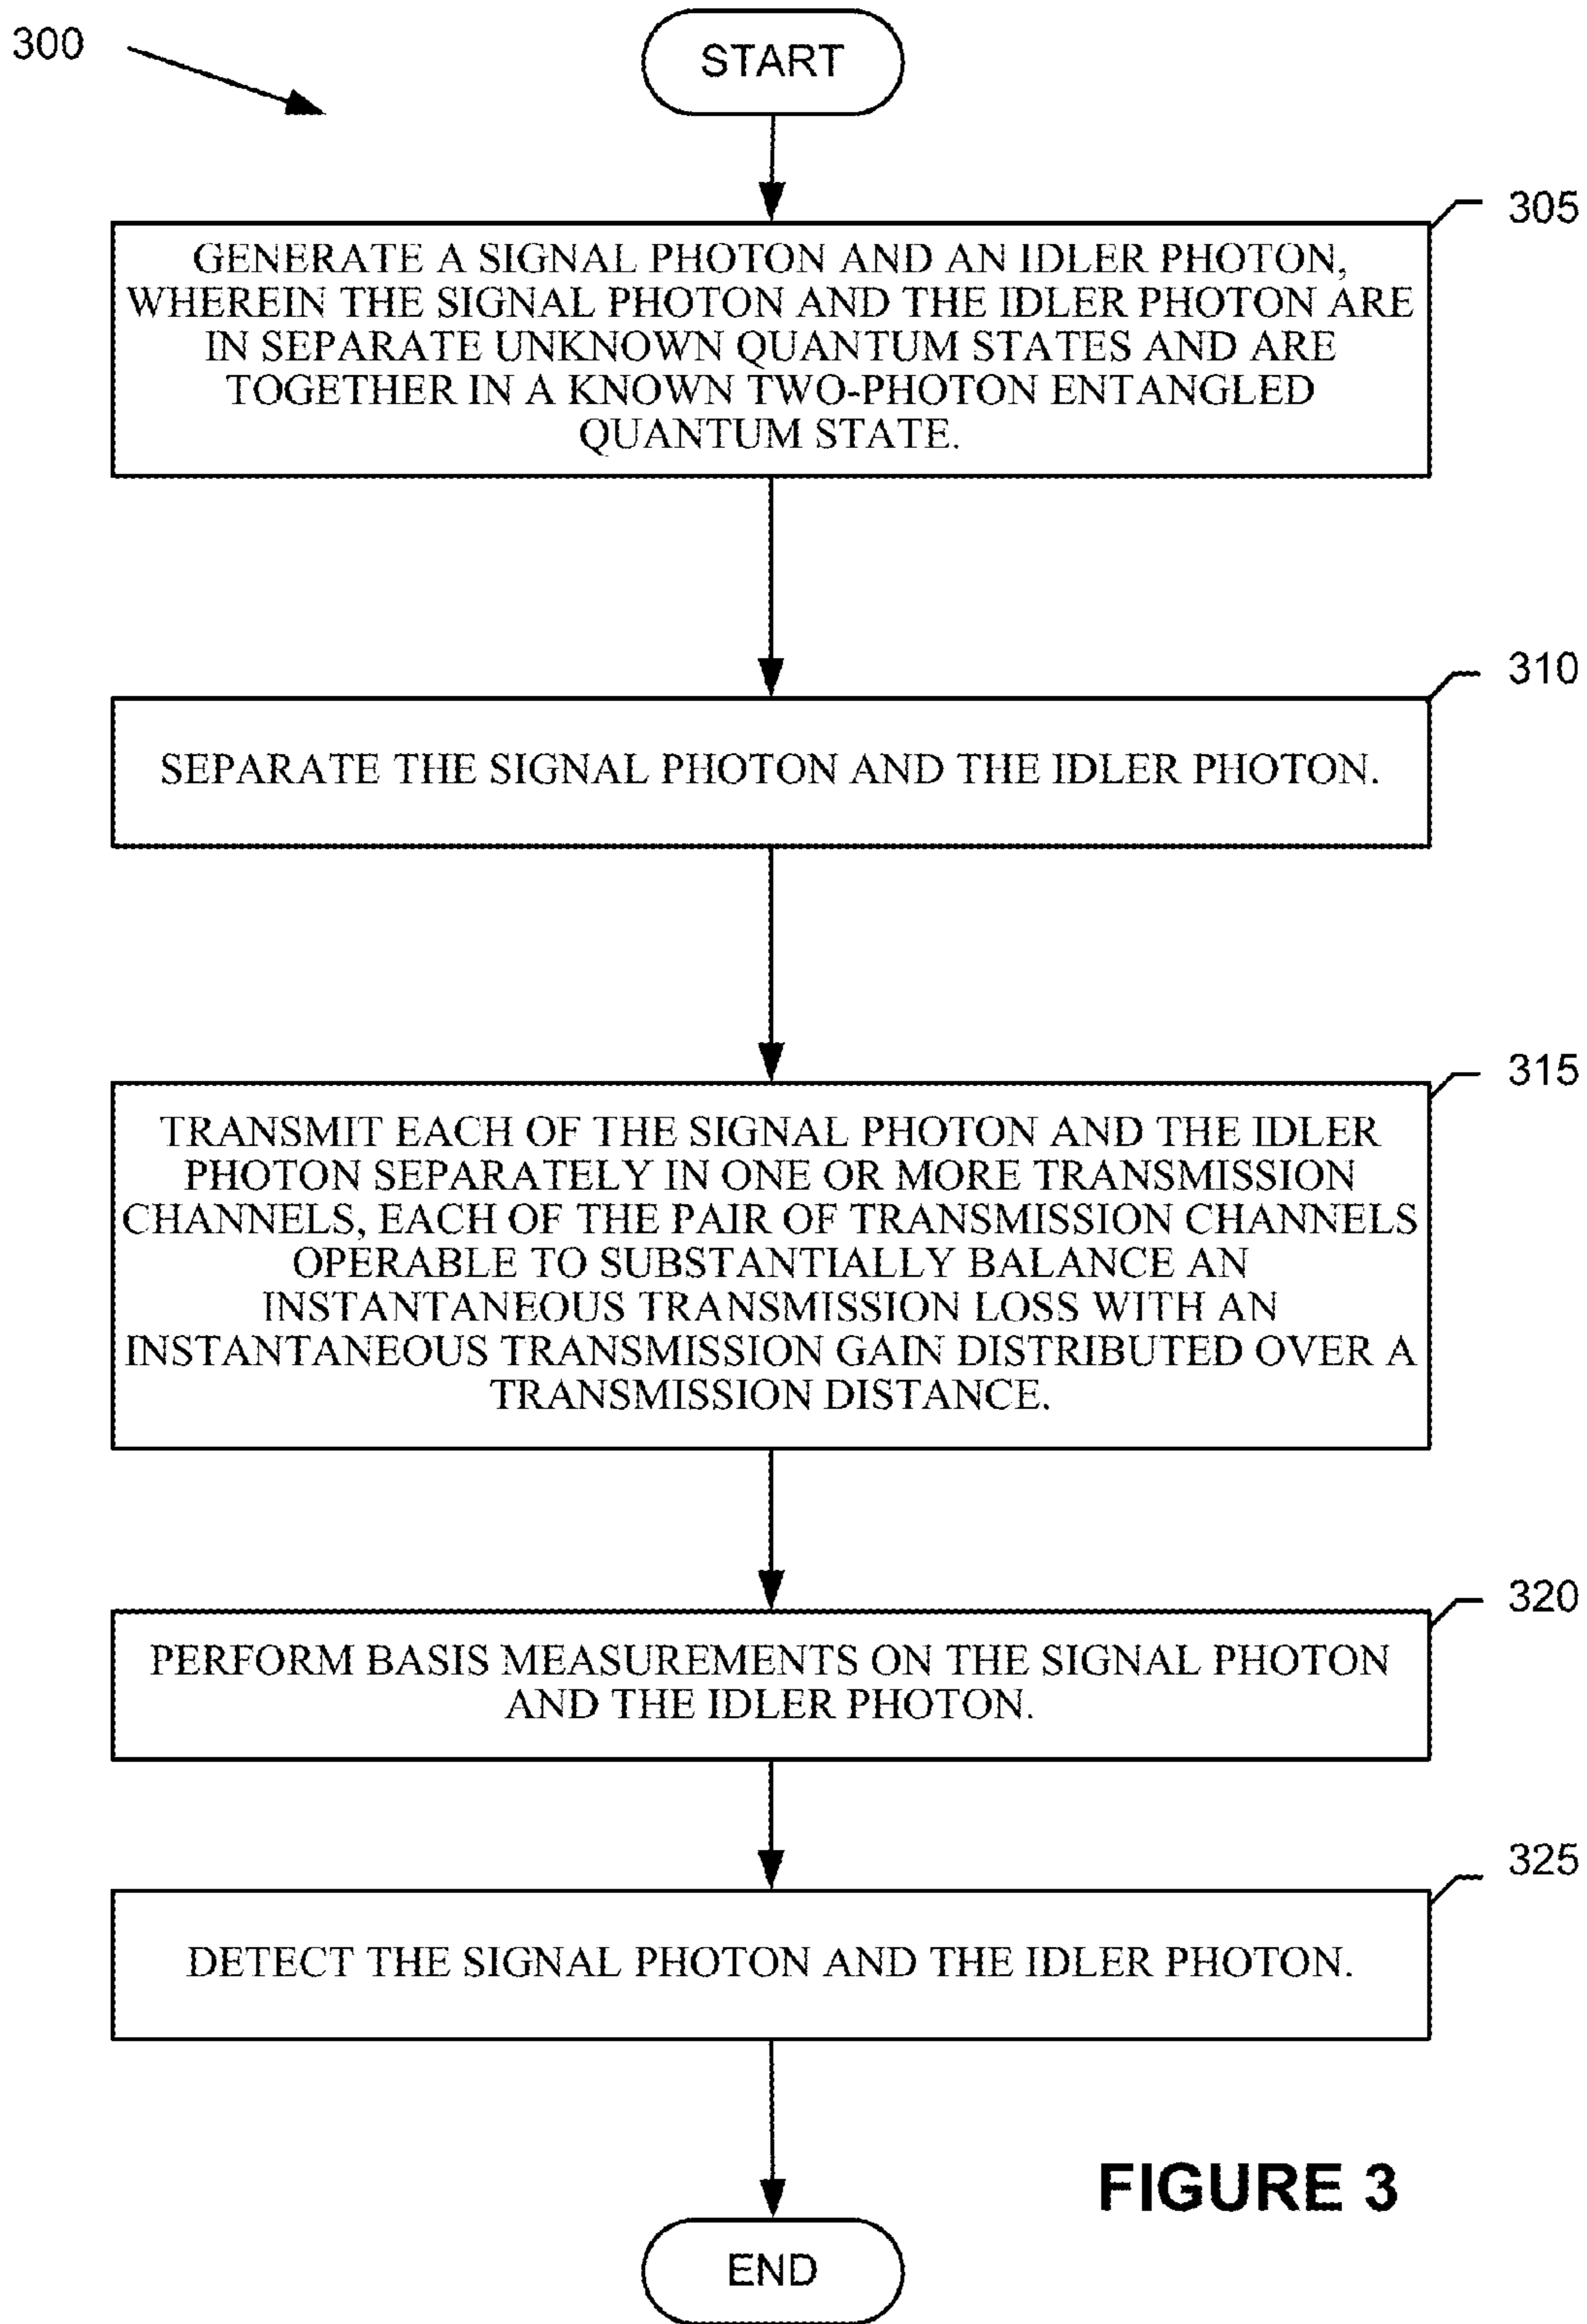 300
START
305
GENERATE A SIGNAL PHOTON AND AN IDLER PHOTON,
WHEREIN THE SIGNAL PHOTON AND THE IDLER PHOTON ARE
IN SEPARATE UNKNOWN QUANTUM STATES AND ARE
TOGETHER IN A KNOWN TWO-PHOTON ENTANGLED
QUANTUM STATE.
310
SEPARATE THE SIGNAL PHOTON AND THE IDLER PHOTON.
315
TRANSMIT EACH OF THE SIGNAL PHOTON AND THE IDLER
PHOTON SEPARATELY IN ONE OR MORE TRANSMISSION
CHANNELS, EACH OF THE PAIR OF TRANSMISSION CHANNELS
OPERABLE TO SUBSTANTIALLY BALANCE AN
INSTANTANEOUS TRANSMISSION LOSS WITH AN
INSTANTANEOUS TRANSMISSION GAIN DISTRIBUTED OVER A
TRANSMISSION DISTANCE.
320
PERFORM BASIS MEASUREMENTS ON THE SIGNAL PHOTON
AND THE IDLER PHOTON.
325
DETECT THE SIGNAL PHOTON AND THE IDLER PHOTON.
FIGURE 3
END